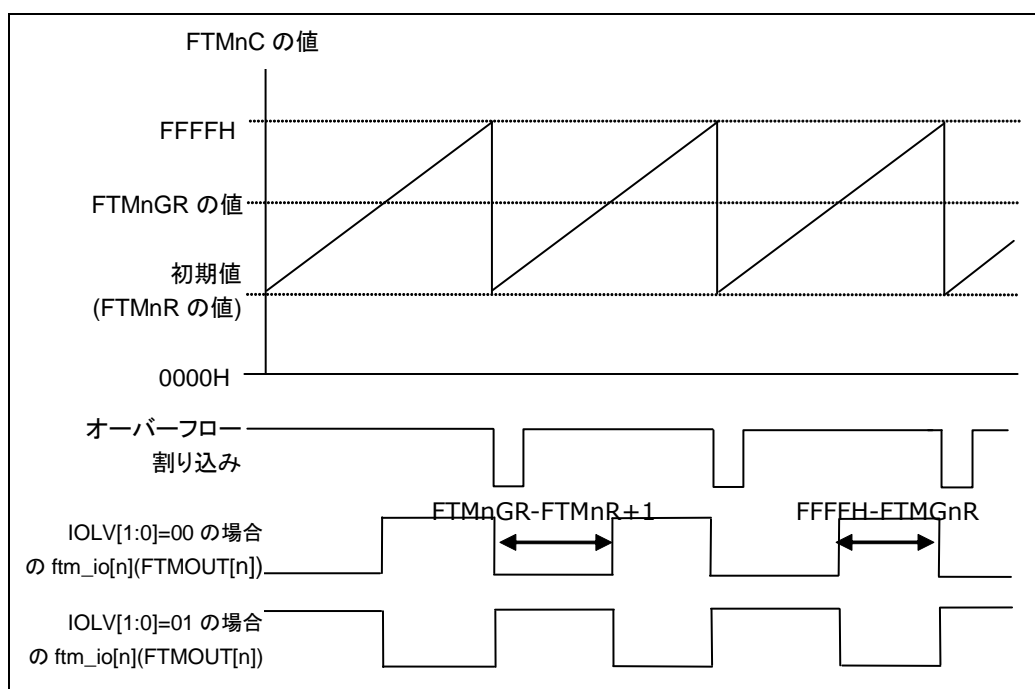 FTMnC の値
FFFFH
FTMnGR の値
初期値
(FTMnR の値)
0000H
オーバーフロー
割り込み
FTMnGR-FTMnR+1
FFFFH-FTMGnR
IOLV[1:0]=00 の場合
の ftm_io[n](FTMOUT[n])
IOLV[1:0]=01 の場合
の ftm_io[n](FTMOUT[n])